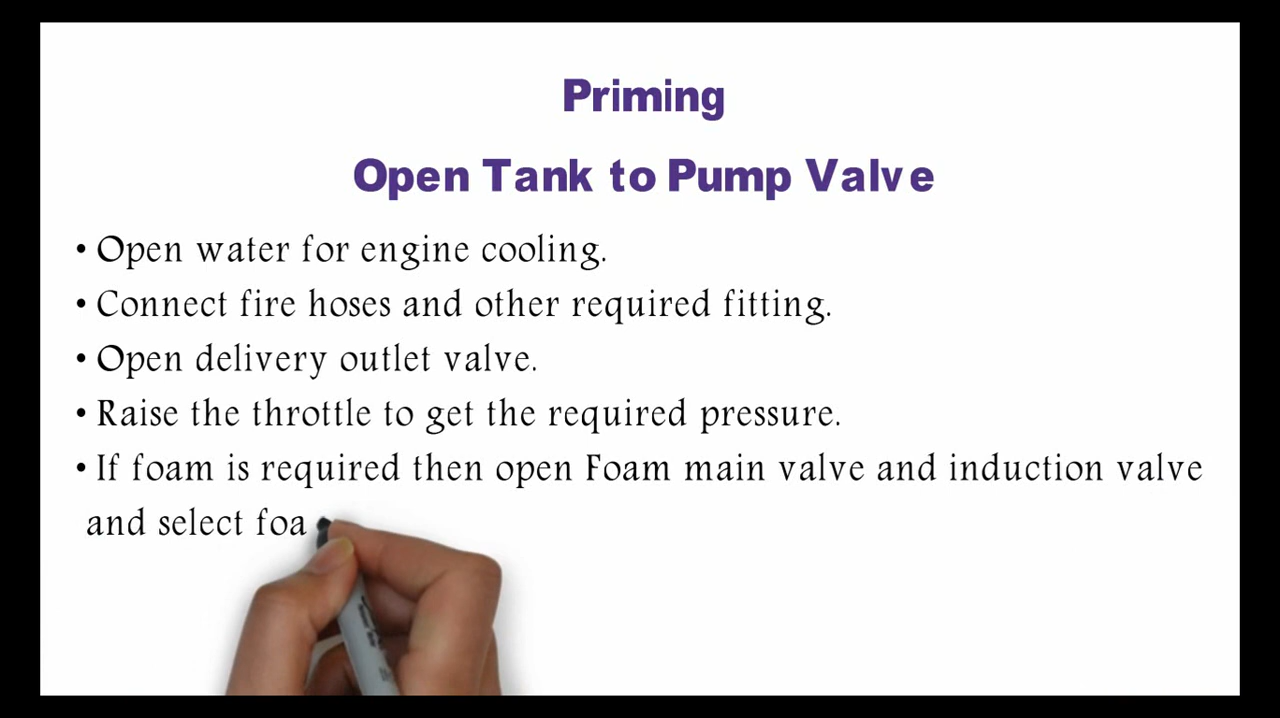 Priming
Open Tank to Pump Valve
• Open water for engine cooling.
• Connect fire hoses and other required fitting.
• Open delivery outlet valve.
• Raise the throttle to get the required pressure.
• If foam is required then open Foam main valve and induction valve
and select foa